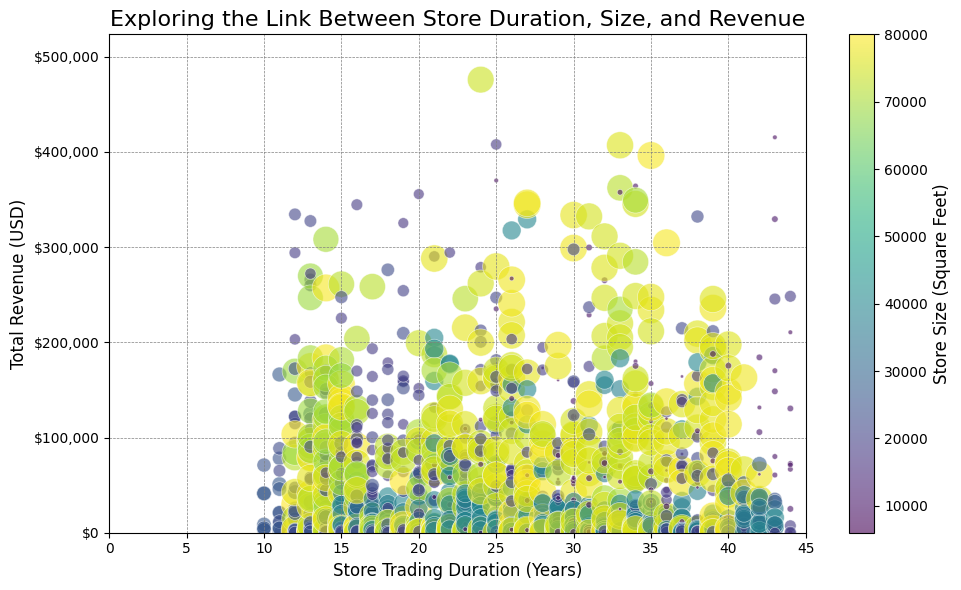 Exploring the Link Between Store Duration, Size, and Revenue
Total Revenue (USD)
$500,000
$400,000
$300,000
$200,000
$100,000
$0
0 5 10 15 20 25 30 35 40 45
Store Trading Duration (Years)
80000
70000
60000
50000
40000
30000
20000
10000
Store Size (Square Feet)